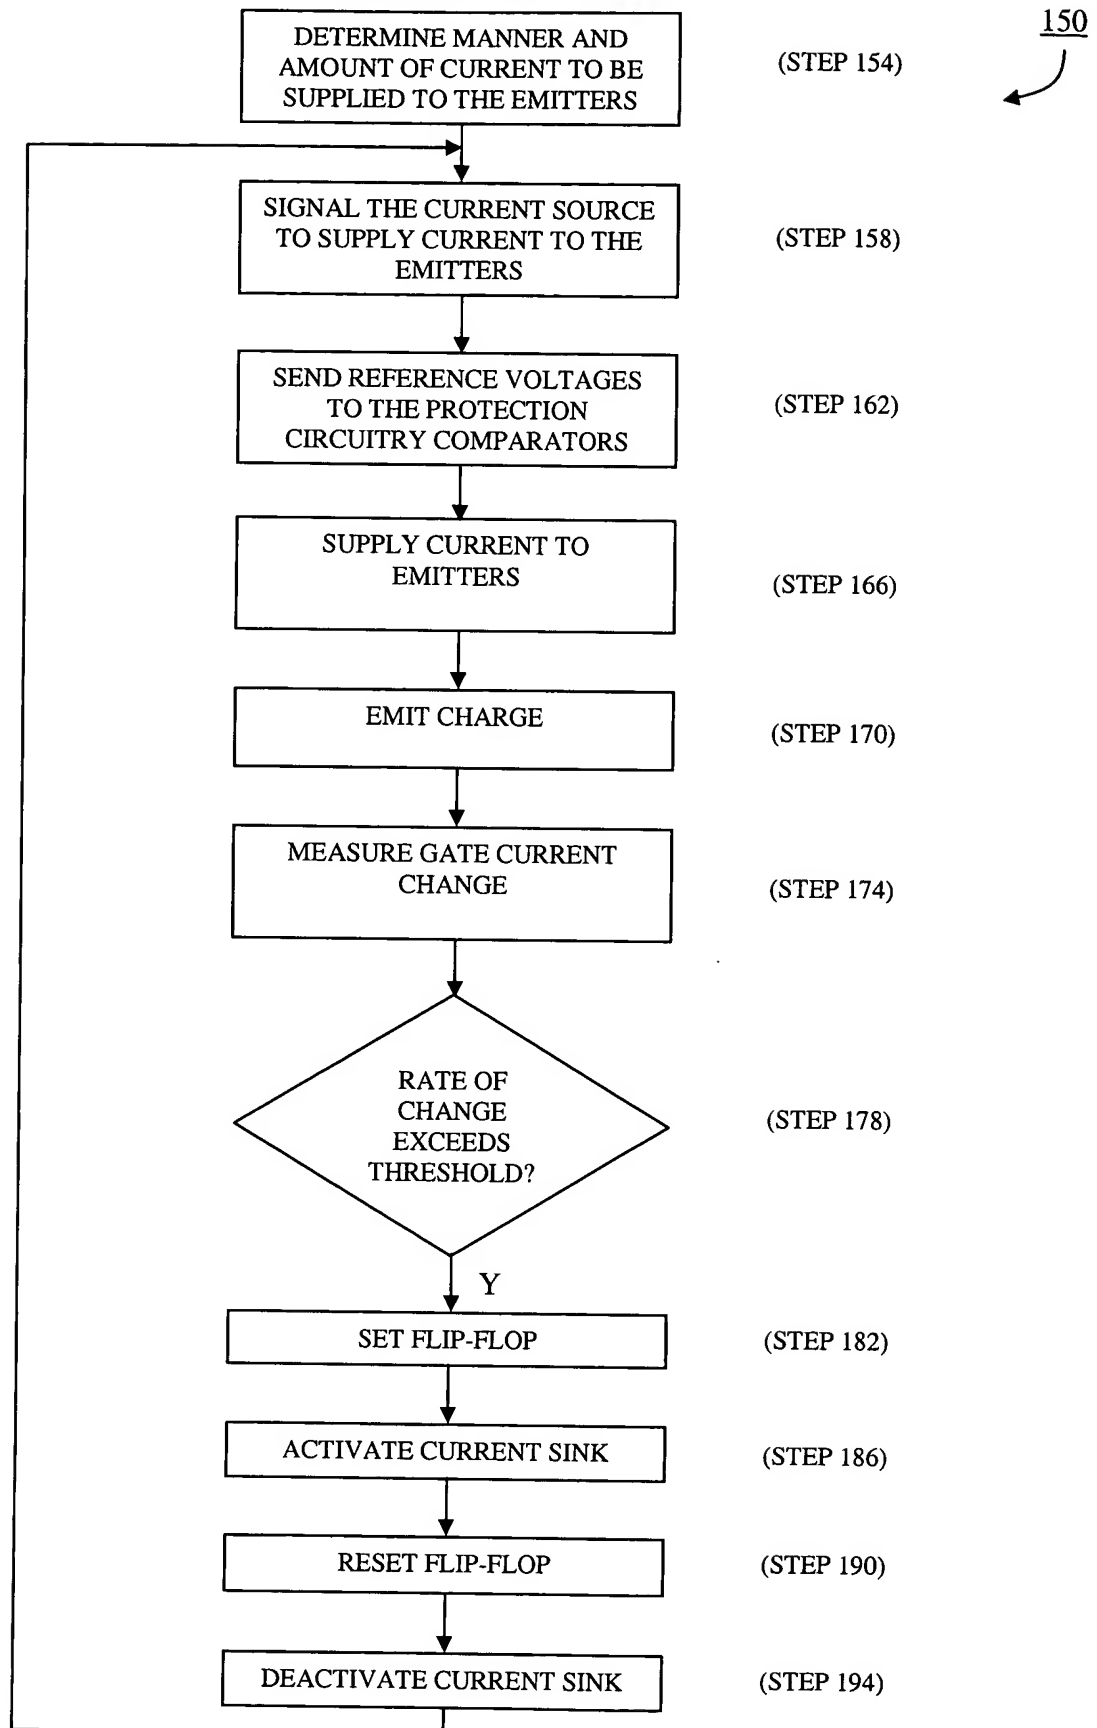 150
DETERMINE MANNER AND
AMOUNT OF CURRENT TO BE
SUPPLIED TO THE EMITTERS
(STEP 154)
SIGNAL THE CURRENT SOURCE
TO SUPPLY CURRENT TO THE
EMITTERS
(STEP 158)
SEND REFERENCE VOLTAGES
TO THE PROTECTION
CIRCUITRY COMPARATORS
(STEP 162)
SUPPLY CURRENT TO
EMITTERS
(STEP 166)
EMIT CHARGE
(STEP 170)
MEASURE GATE CURRENT
CHANGE
(STEP 174)
RATE OF
CHANGE
EXCEEDS
THRESHOLD?
(STEP 178)
Y
SET FLIP-FLOP
(STEP 182)
ACTIVATE CURRENT SINK
(STEP 186)
RESET FLIP-FLOP
(STEP 190)
DEACTIVATE CURRENT SINK
(STEP 194)